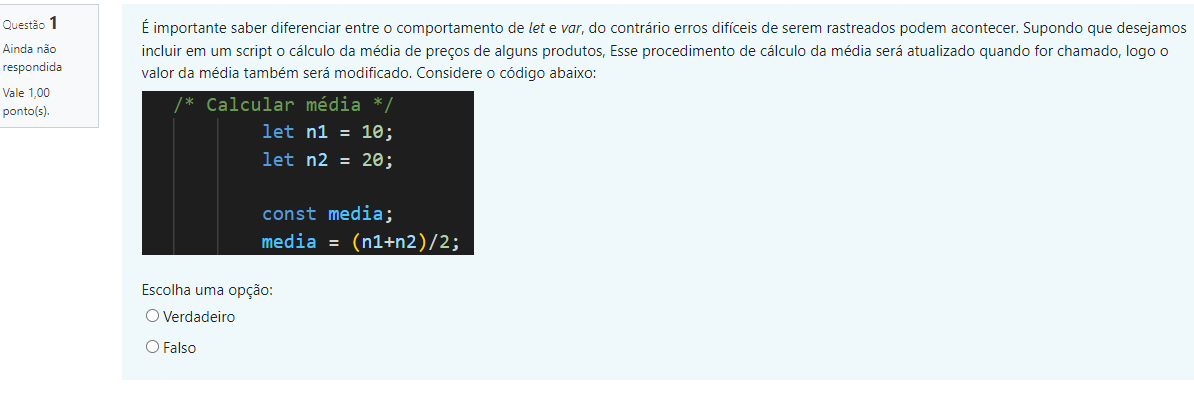 Questão 1
Ainda não
respondida
Vale 1,00
ponto(s).
É importante saber diferenciar entre o comportamento de let e var, do contrário erros difíceis de serem rastreados podem acontecer. Supondo que desejamos
incluir em um script o cálculo da média de preços de alguns produtos, Esse procedimento de cálculo da média será atualizado quando for chamado, logo o
valor da média também será modificado. Considere o código abaixo:
/* Calcular média */
let n1 = 10;
let n2 = 20;
const media;
media = (n1+n2)/2;
Escolha uma opção:
Verdadeiro
Falso